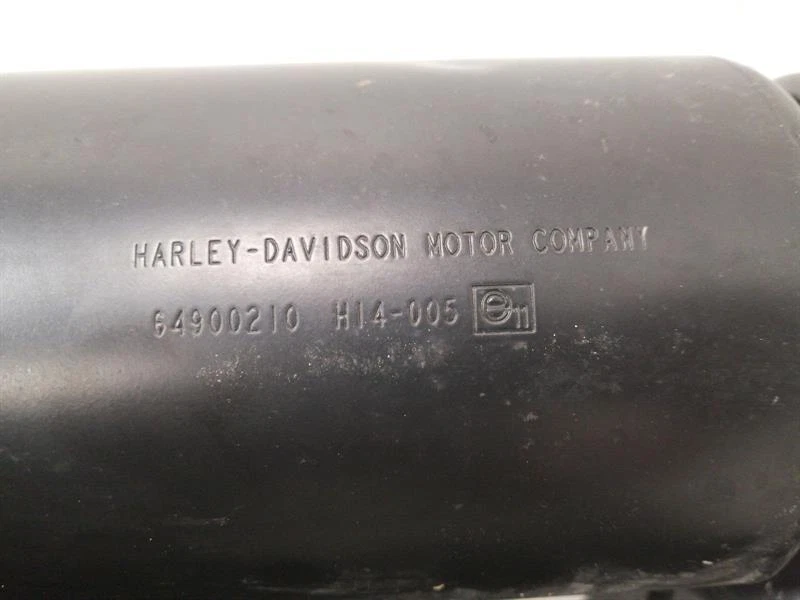 HARLEY-DAVIDSON MOTOR COMPANY
64900210 H14-005 e11